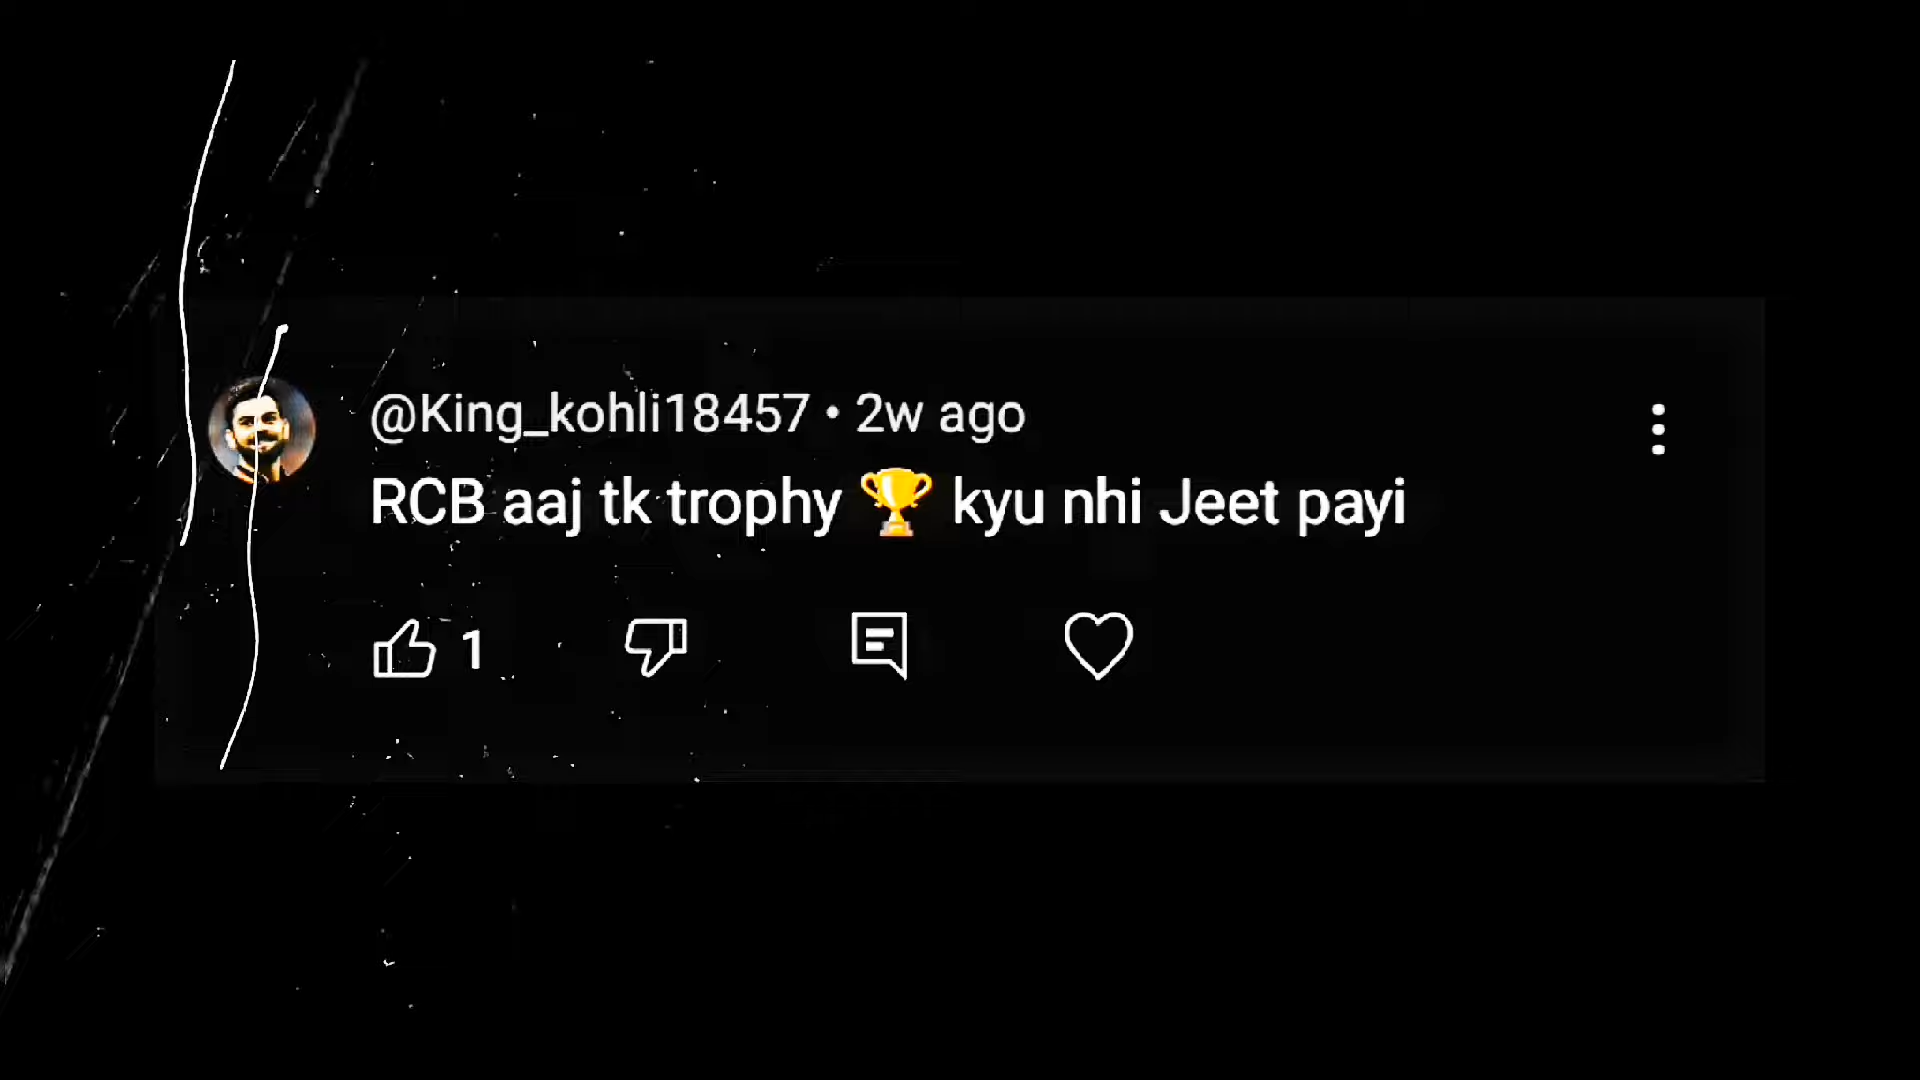 @King_kohli18457 • 2w ago
RCB aaj tk trophy 🏆 kyu nhi Jeet payi
1